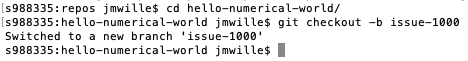 s988335:repos jmwille$ cd hello-numerical-world/
s988335:hello-numerical-world jmwille$ git checkout -b issue-1000
Switched to a new branch 'issue-1000'
s988335:hello-numerical-world jmwille$